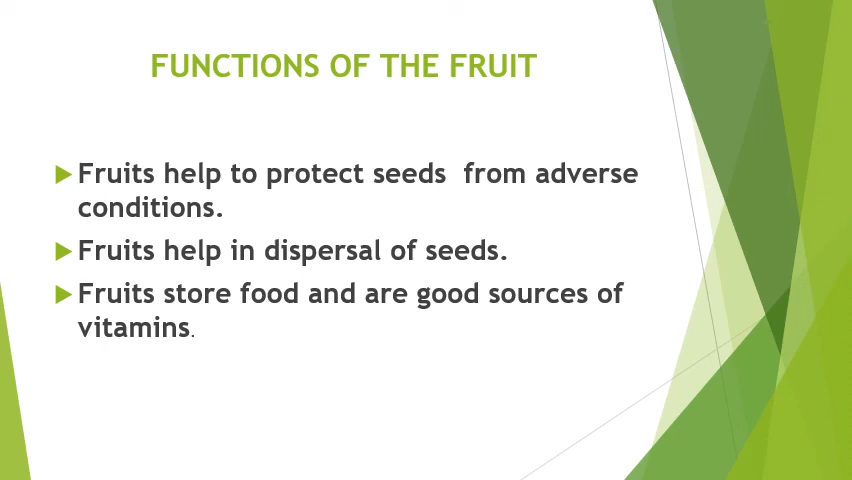 FUNCTIONS OF THE FRUIT
Fruits help to protect seeds  from adverse
conditions.
Fruits help in dispersal of seeds.
Fruits store food and are good sources of
vitamins.